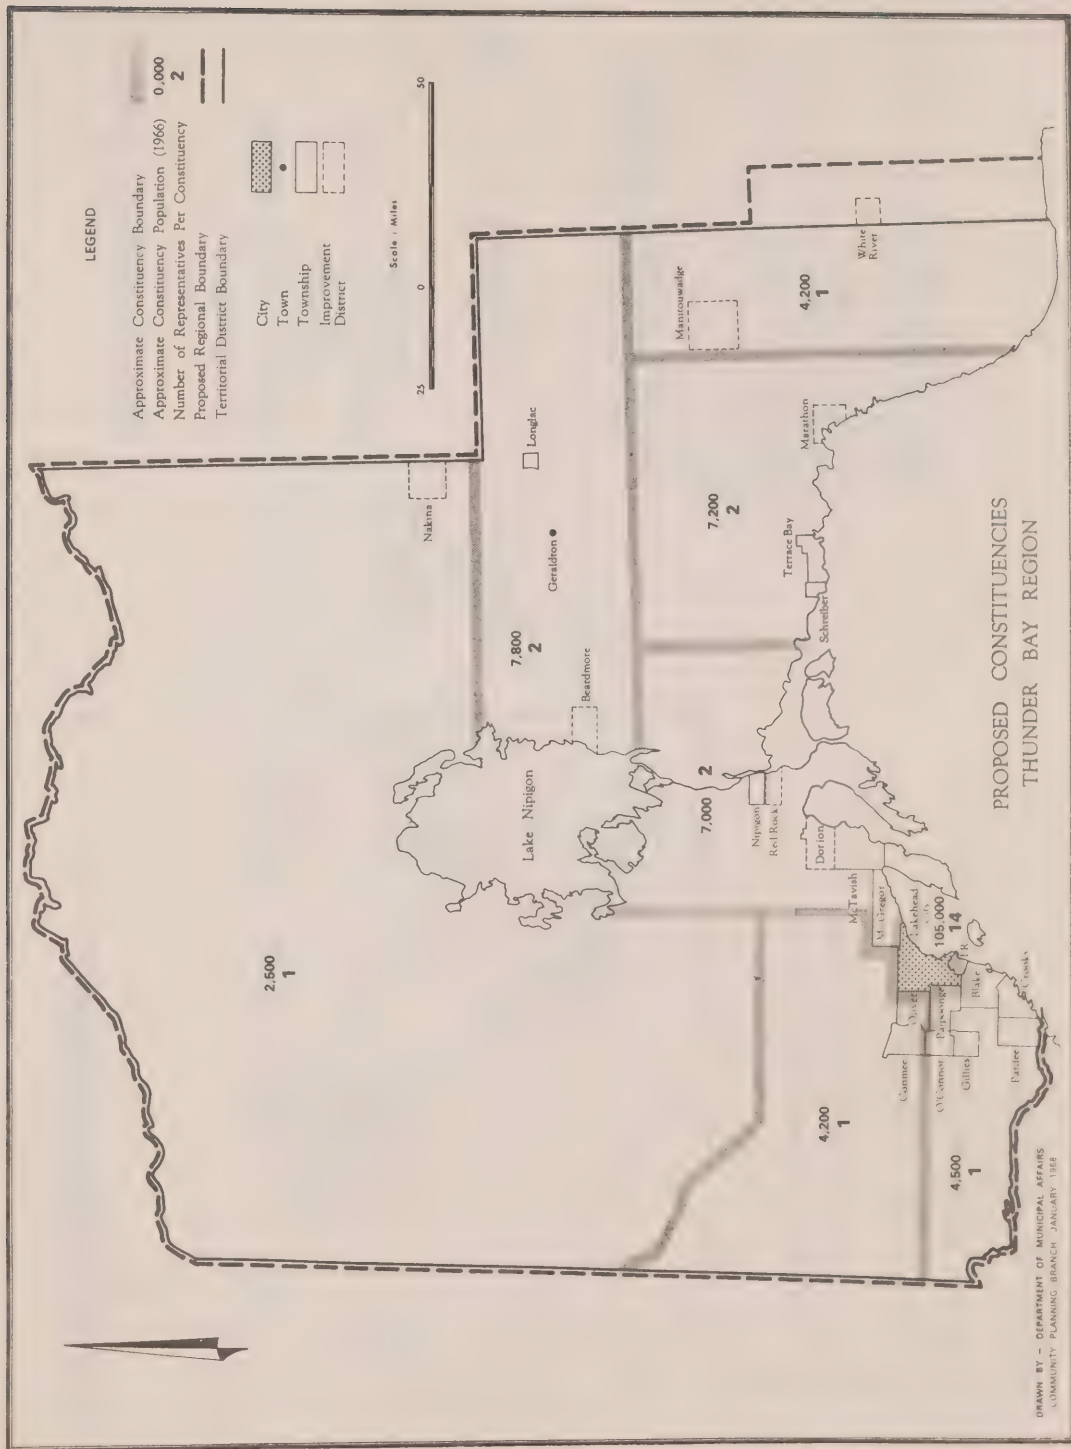 LEGEND
Approximate Constituency Boundary
Approximate Constituency Population (1966) 0,000
Number of Representatives Per Constituency 2
Proposed Regional Boundary
Territorial District Boundary
City
Town
Township
Improvement
District
Scale : Miles
25 0 50
Nakina
Longlac
Geraldton
2,500
1
7,800
2
Beardmore
Lake Nipigon
Manitouwadge
4,200
1
White
River
7,200
2
Marathon
Terrace Bay
Schreiber
7,000 2
Nipigon
Red Rock
Dorion
McTavish
McGregor
Lakehead
City
105,000
14
I.R.
4,200
1
Conmee
Oliver
O'Connor
Paipoonge
Gillies
Blake
Crooks
Pardee
4,500
1
PROPOSED CONSTITUENCIES
THUNDER BAY REGION
DRAWN BY – DEPARTMENT OF MUNICIPAL AFFAIRS
COMMUNITY PLANNING BRANCH JANUARY 1968